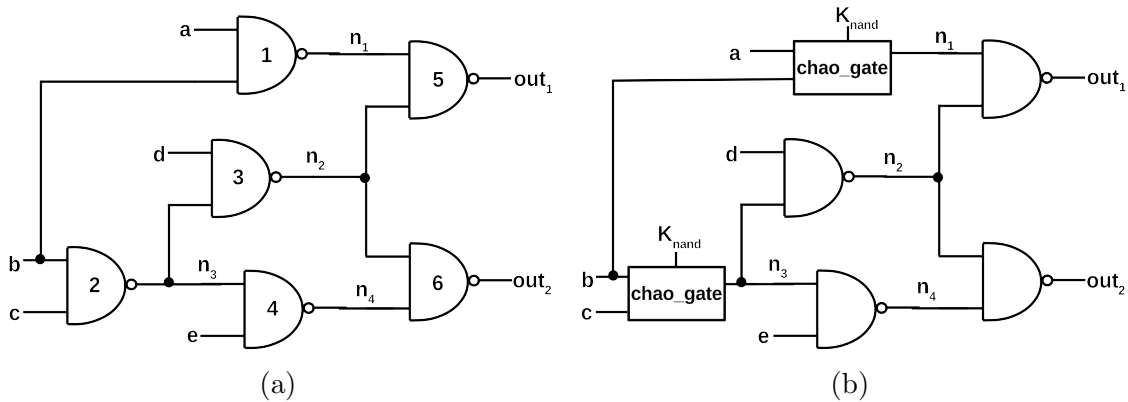 a
1
n1
5
out1
d
3
n2
b
2
n3
c
4
n4
e
6
out2
(a)
Knand
a
chao_gate
n1
out1
d
n2
Knand
b
chao_gate
n3
c
n4
e
out2
(b)